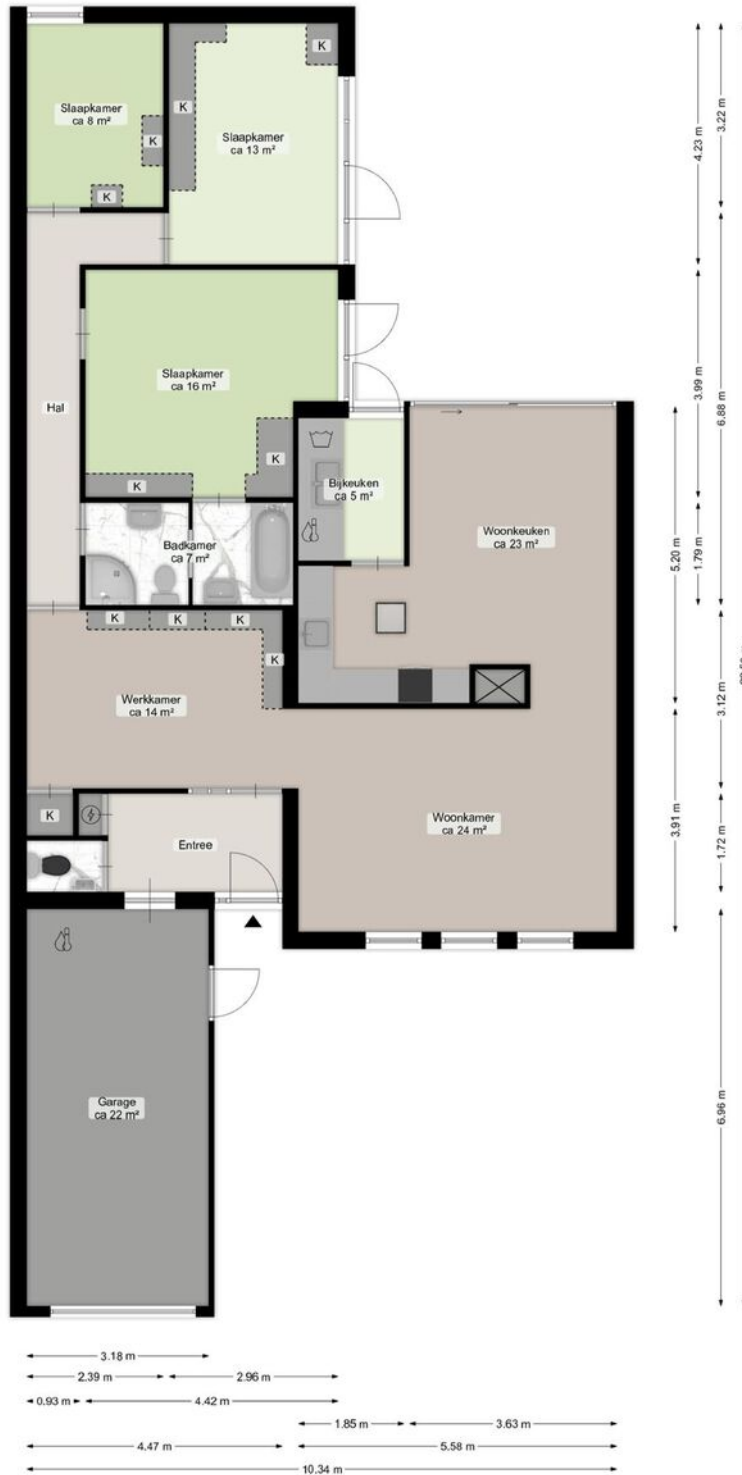 K
K
Slaapkamer
ca 8 m²
K
K
Slaapkamer
ca 13 m²
4.23 m
3.22 m
Slaapkamer
ca 16 m²
Hal
K
K
3.99 m
6.88 m
Bijkeuken
ca 5 m²
Woonkeuken
ca 23 m²
Badkamer
ca 7 m²
5.20 m
1.79 m
K
K
K
K
Werkkamer
ca 14 m²
3.12 m
K
Entree
Woonkamer
ca 24 m²
3.91 m
1.72 m
Garage
ca 22 m²
6.96 m
3.18 m
2.39 m
2.96 m
0.93 m
4.42 m
1.85 m
3.63 m
4.47 m
5.58 m
10.34 m